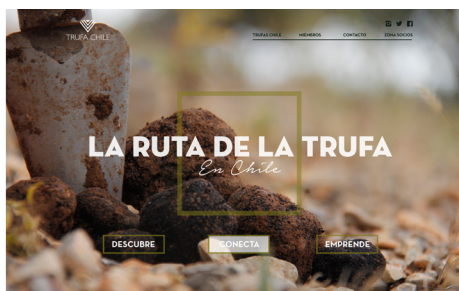 TRUFA CHILE
TRUFAS CHILE MIEMBROS CONTACTO ZONA SOCIOS
LA RUTA DE LA TRUFA
En Chile
DESCUBRE CONECTA EMPRENDE